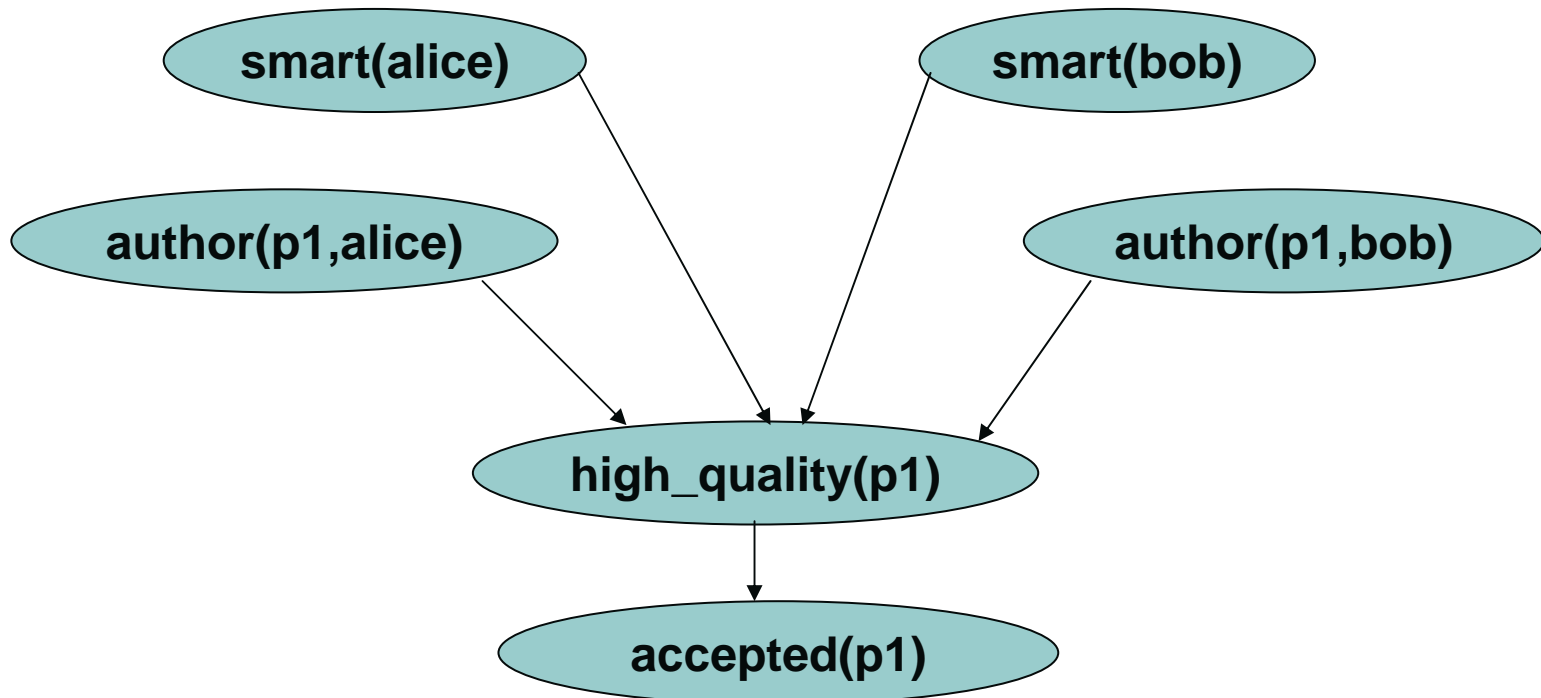 smart(alice)
smart(bob)
author(p1,alice)
author(p1,bob)
high_quality(p1)
accepted(p1)